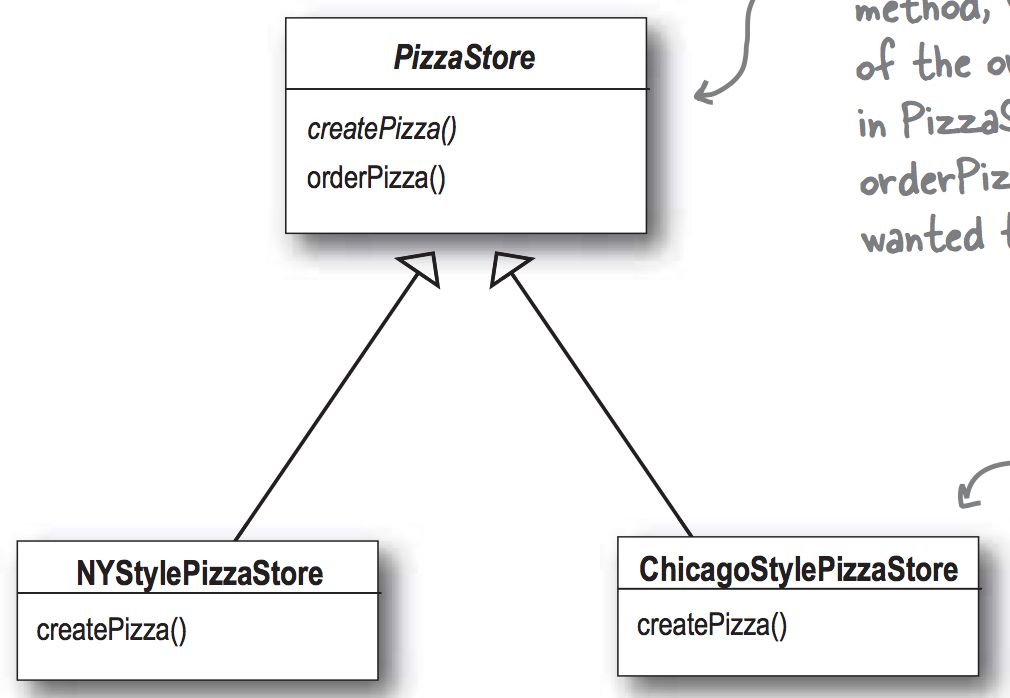 PizzaStore
createPizza()
orderPizza()
method,
of the
in
wanted
NYStylePizzaStore
createPizza()
ChicagoStylePizzaStore
createPizza()